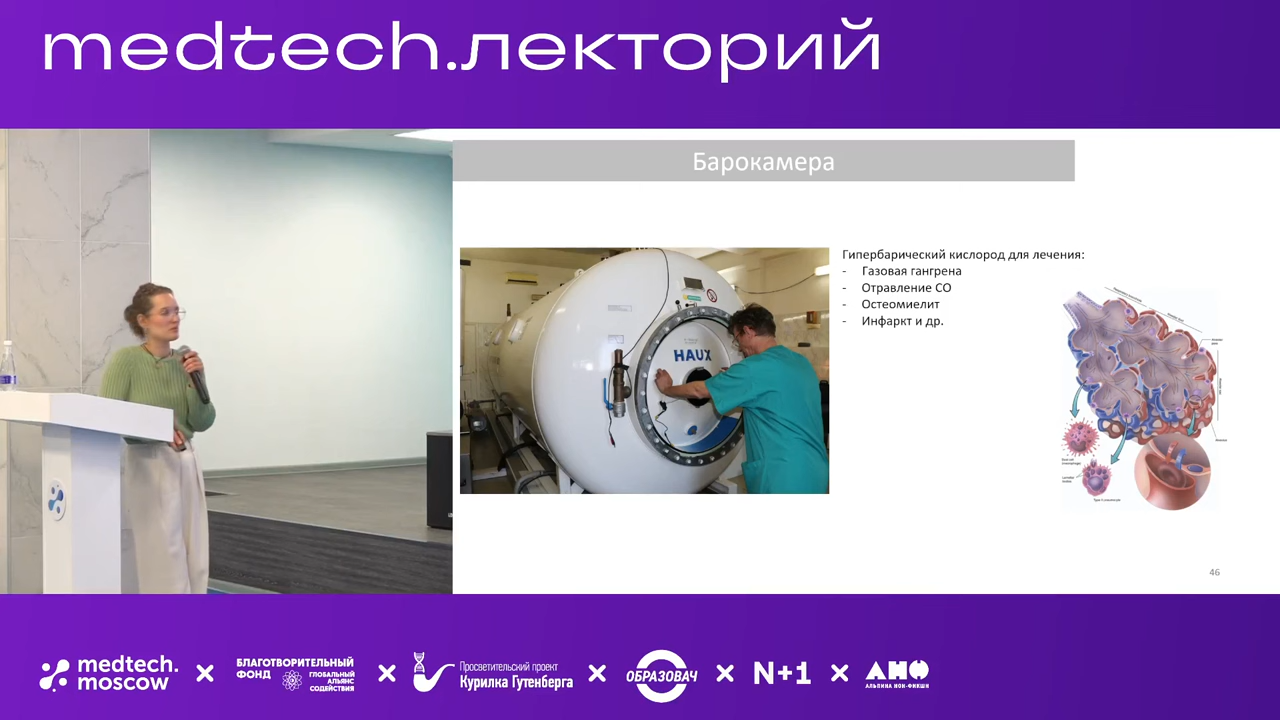 medtech.лекторий
Барокамера
HAUX
Гипербарический кислород для лечения:
- Газовая гангрена
- Отравление СО
- Остеомиелит
- Инфаркт и др.
46
medtech.
moscow
БЛАГОТВОРИТЕЛЬНЫЙ
ФОНД
ГЛОБАЛЬНЫЙ
АЛЬЯНС
СОДЕЙСТВИЯ
Просветительский проект
Курилка Гутенберга
ОБРАЗОВАЧ
N+1
АНФ
АЛЬПИНА НОН-ФИКШН